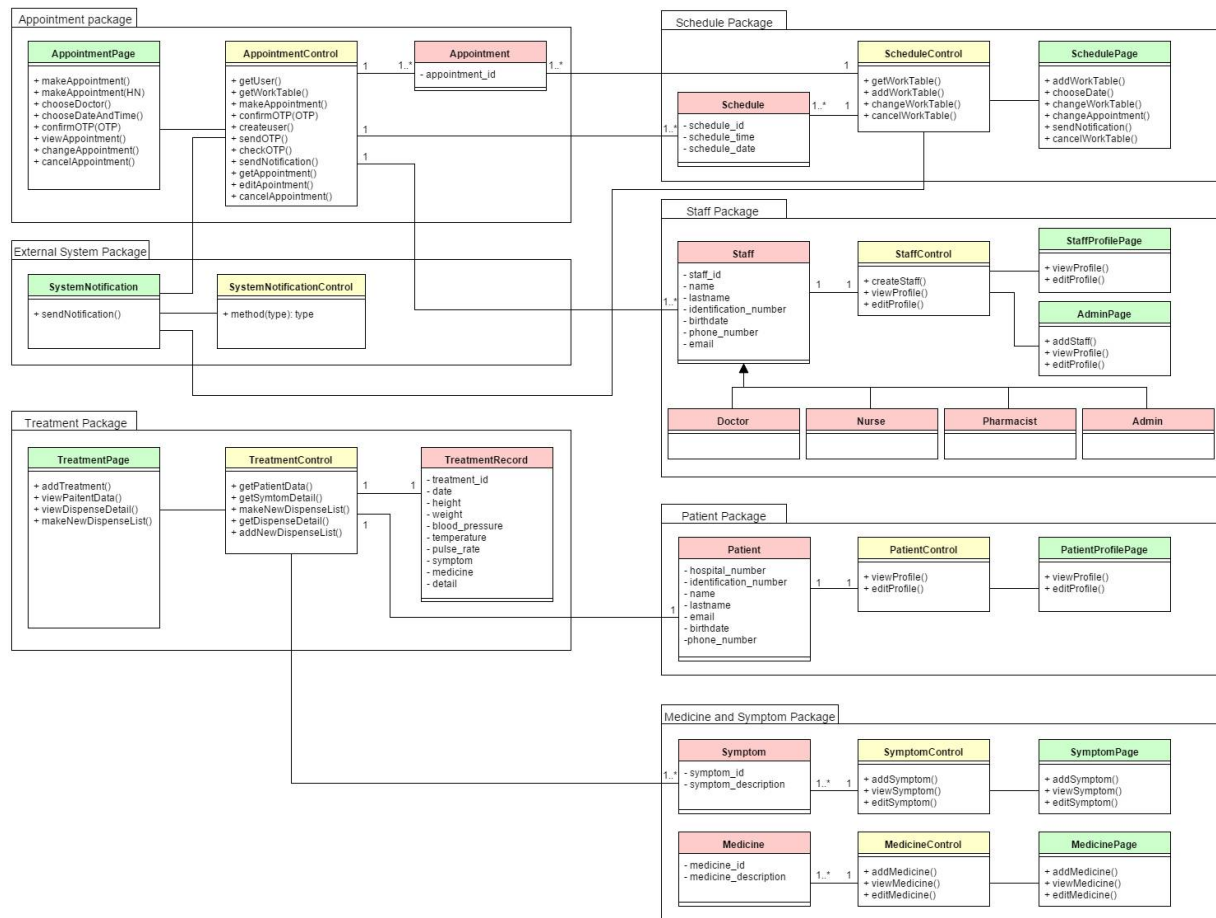 Appointment package
AppointmentPage
+ makeAppointment()
+ makeAppointment(HN)
+ chooseDoctor()
+ chooseDateAndTime()
+ confirmOTP(OTP)
+ viewAppointment()
+ changeAppointment()
+ cancelAppointment()
AppointmentControl
+ getUser()
+ getWorkTable()
+ makeAppointment()
+ confirmOTP(OTP)
+ createuser()
+ sendOTP()
+ checkOTP()
+ sendNotification()
+ getAppointment()
+ editApointment()
+ cancelAppointment()
1
1..*
1
1
Appointment
- appointment_id
1..*
Schedule Package
1
ScheduleControl
+ getWorkTable()
+ addWorkTable()
+ changeWorkTable()
+ cancelWorkTable()
SchedulePage
+ addWorkTable()
+ chooseDate()
+ changeWorkTable()
+ changeAppointment()
+ sendNotification()
+ cancelWorkTable()
Schedule
- schedule_id
- schedule_time
- schedule_date
1..*
1
1..*
External System Package
SystemNotification
+ sendNotification()
SystemNotificationControl
+ method(type): type
Staff Package
Staff
- staff_id
- name
- lastname
- identification_number
- birthdate
- phone_number
- email
1..*
1
1
StaffControl
+ createStaff()
+ viewProfile()
+ editProfile()
StaffProfilePage
+ viewProfile()
+ editProfile()
AdminPage
+ addStaff()
+ viewProfile()
+ editProfile()
Doctor
Nurse
Pharmacist
Admin
Treatment Package
TreatmentPage
+ addTreatment()
+ viewPaitentData()
+ viewDispenseDetail()
+ makeNewDispenseList()
TreatmentControl
+ getPatientData()
+ getSymtomDetail()
+ makeNewDispenseList()
+ getDispenseDetail()
+ addNewDispenseList()
1
1
1
TreatmentRecord
- treatment_id
- date
- height
- weight
- blood_pressure
- temperature
- pulse_rate
- symptom
- medicine
- detail
Patient Package
Patient
- hospital_number
- identification_number
- name
- lastname
- email
- birthdate
-phone_number
1
1
1
PatientControl
+ viewProfile()
+ editProfile()
PatientProfilePage
+ viewProfile()
+ editProfile()
Medicine and Symptom Package
Symptom
- symptom_id
- symptom_description
1..*
1..*
1
SymptomControl
+ addSymptom()
+ viewSymptom()
+ editSymptom()
SymptomPage
+ addSymptom()
+ viewSymptom()
+ editSymptom()
Medicine
- medicine_id
- medicine_description
1..*
1
MedicineControl
+ addMedicine()
+ viewMedicine()
+ editMedicine()
MedicinePage
+ addMedicine()
+ viewMedicine()
+ editMedicine()